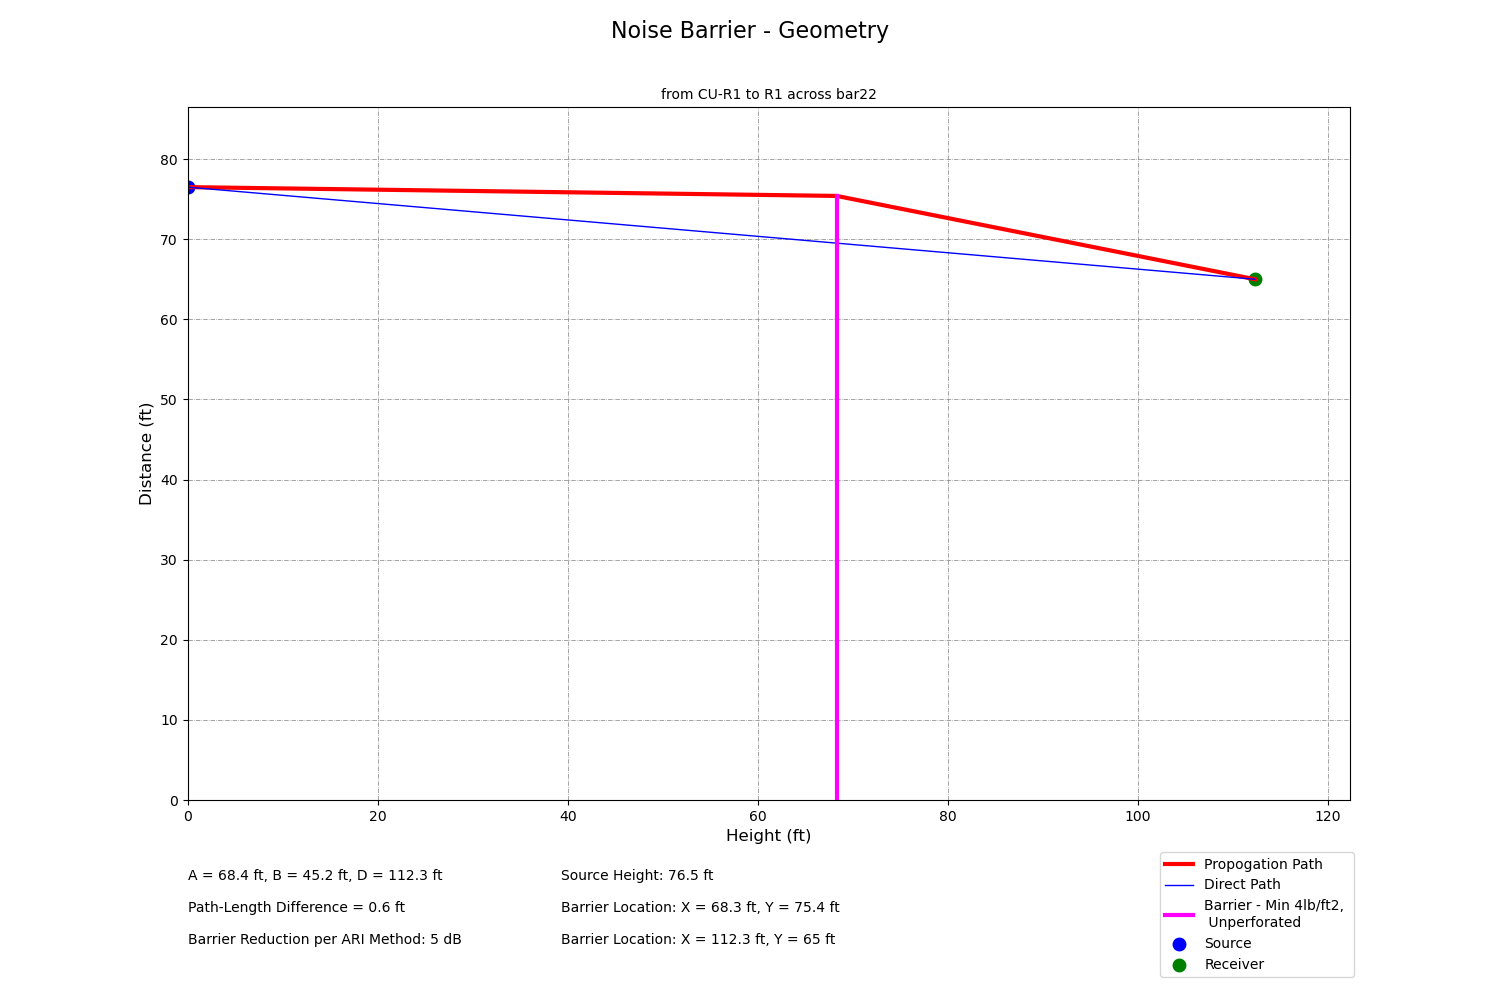 Noise Barrier - Geometry
from CU-R1 to R1 across bar22
80
70
60
50
40
30
20
10
0
Distance (ft)
0 20 40 60 80 100 120
Height (ft)
A = 68.4 ft, B = 45.2 ft, D = 112.3 ft
Path-Length Difference = 0.6 ft
Barrier Reduction per ARI Method: 5 dB
Source Height: 76.5 ft
Barrier Location: X = 68.3 ft, Y = 75.4 ft
Barrier Location: X = 112.3 ft, Y = 65 ft
Propogation Path
Direct Path
Barrier - Min 4lb/ft2,
Unperforated
Source
Receiver